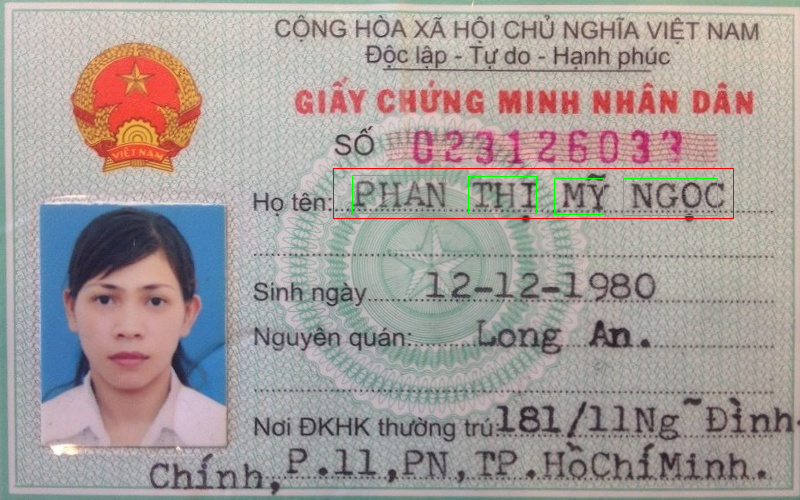 CỘNG HÒA XÃ HỘI CHỦ NGHĨA VIỆT NAM
Độc lập - Tự do - Hạnh phúc
GIẤY CHỨNG MINH NHÂN DÂN
SỐ 023126033
Họ tên: PHAN THỊ MỸ NGỌC
Sinh ngày 12-12-1980
Nguyên quán: Long An.
Nơi ĐKHK thường trú: 181/11Ng~Đình-
Chính, P.11,PN,TP.HồChíMinh.
VIỆT NAM